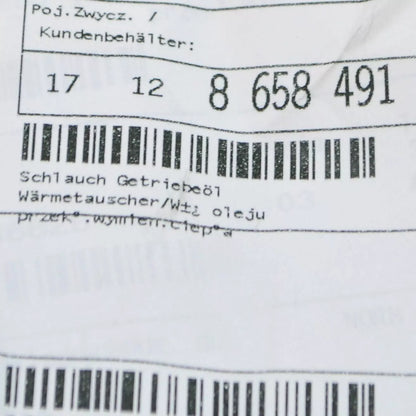 Poj.Zwycz. /
Kundenbehälter:
17 12 8 658 491
Schlauch Getriebeöl
Wärmetauscher/W±¿ oleju
przek°.wymien.ciep°a